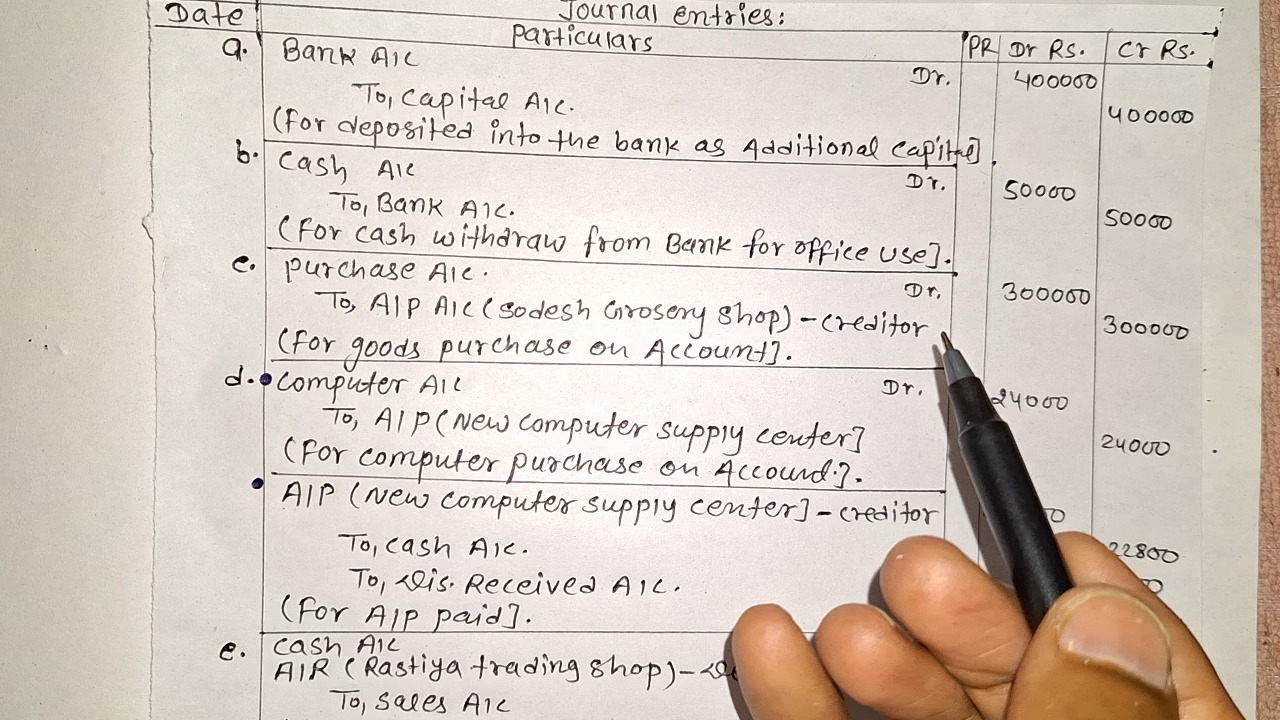 Journal entries:
Date Particulars PR Dr Rs. Cr Rs.
a. Bank A/C Dr. 400000
To, Capital A/C. 400000
(For deposited into the bank as Additional Capital]
b. Cash A/C Dr. 50000
To, Bank A/C. 50000
(For cash withdraw from Bank for office use].
c. purchase A/C. Dr. 300000
To, A/P A/C (Sodesh Grosery Shop) - creditor 300000
(For goods purchase on Account].
d. Computer A/C Dr. 24000
To, A/P (New computer supply center] 24000
(For computer purchase on Account].
A/P (New computer supply center] - creditor
To, cash A/C. 22800
To, Dis. Received A/C.
(For A/P paid].
e. Cash A/C
A/R (Rastiya trading shop) -
To, Sales A/C